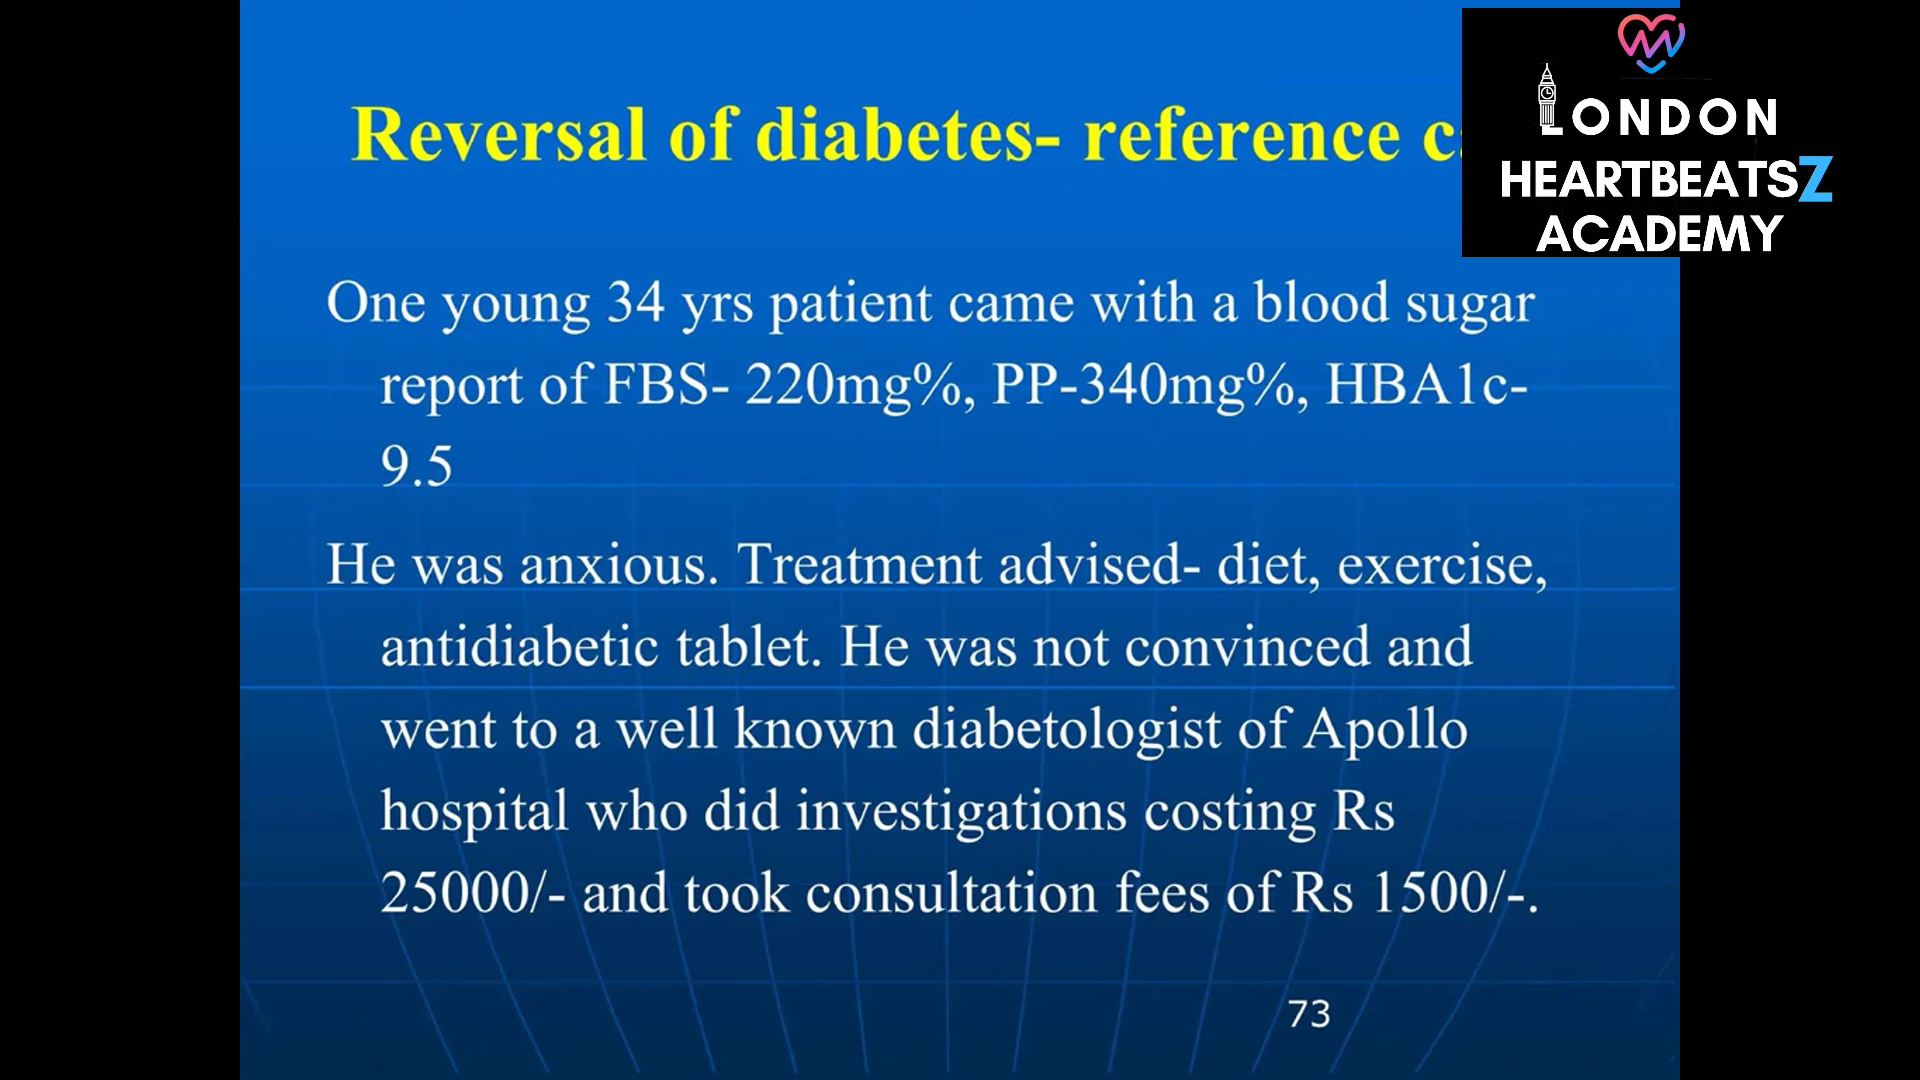 Reversal of diabetes- reference
LONDON
HEARTBEATSZ
ACADEMY
One young 34 yrs patient came with a blood sugar
report of FBS- 220mg%, PP-340mg%, HBA1c-
9.5
He was anxious. Treatment advised- diet, exercise,
antidiabetic tablet. He was not convinced and
went to a well known diabetologist of Apollo
hospital who did investigations costing Rs
25000/- and took consultation fees of Rs 1500/-.
73